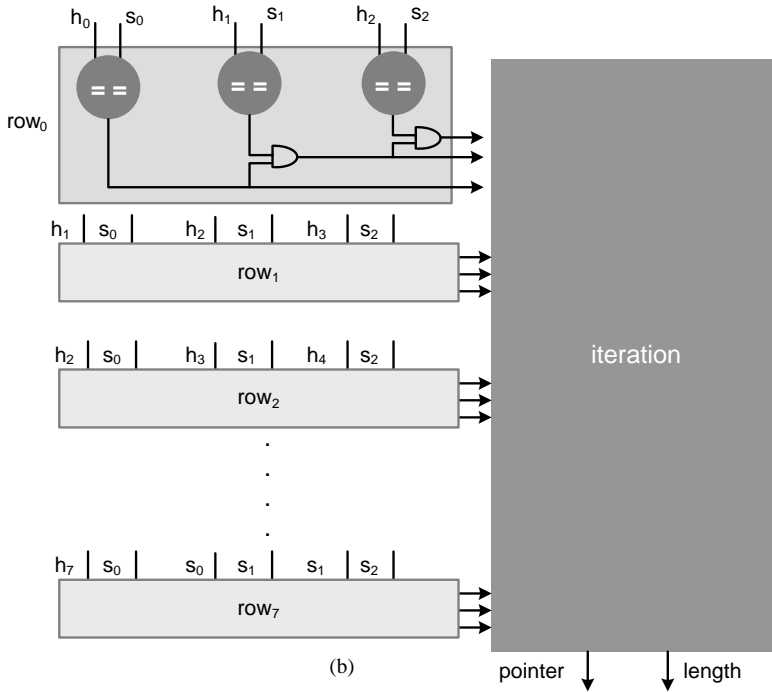 h₀ s₀ h₁ s₁ h₂ s₂
== == ==
row₀
h₁ s₀ h₂ s₁ h₃ s₂
row₁
h₂ s₀ h₃ s₁ h₄ s₂
row₂
iteration
h₇ s₀ s₀ s₁ s₁ s₂
row₇
(b)
pointer length